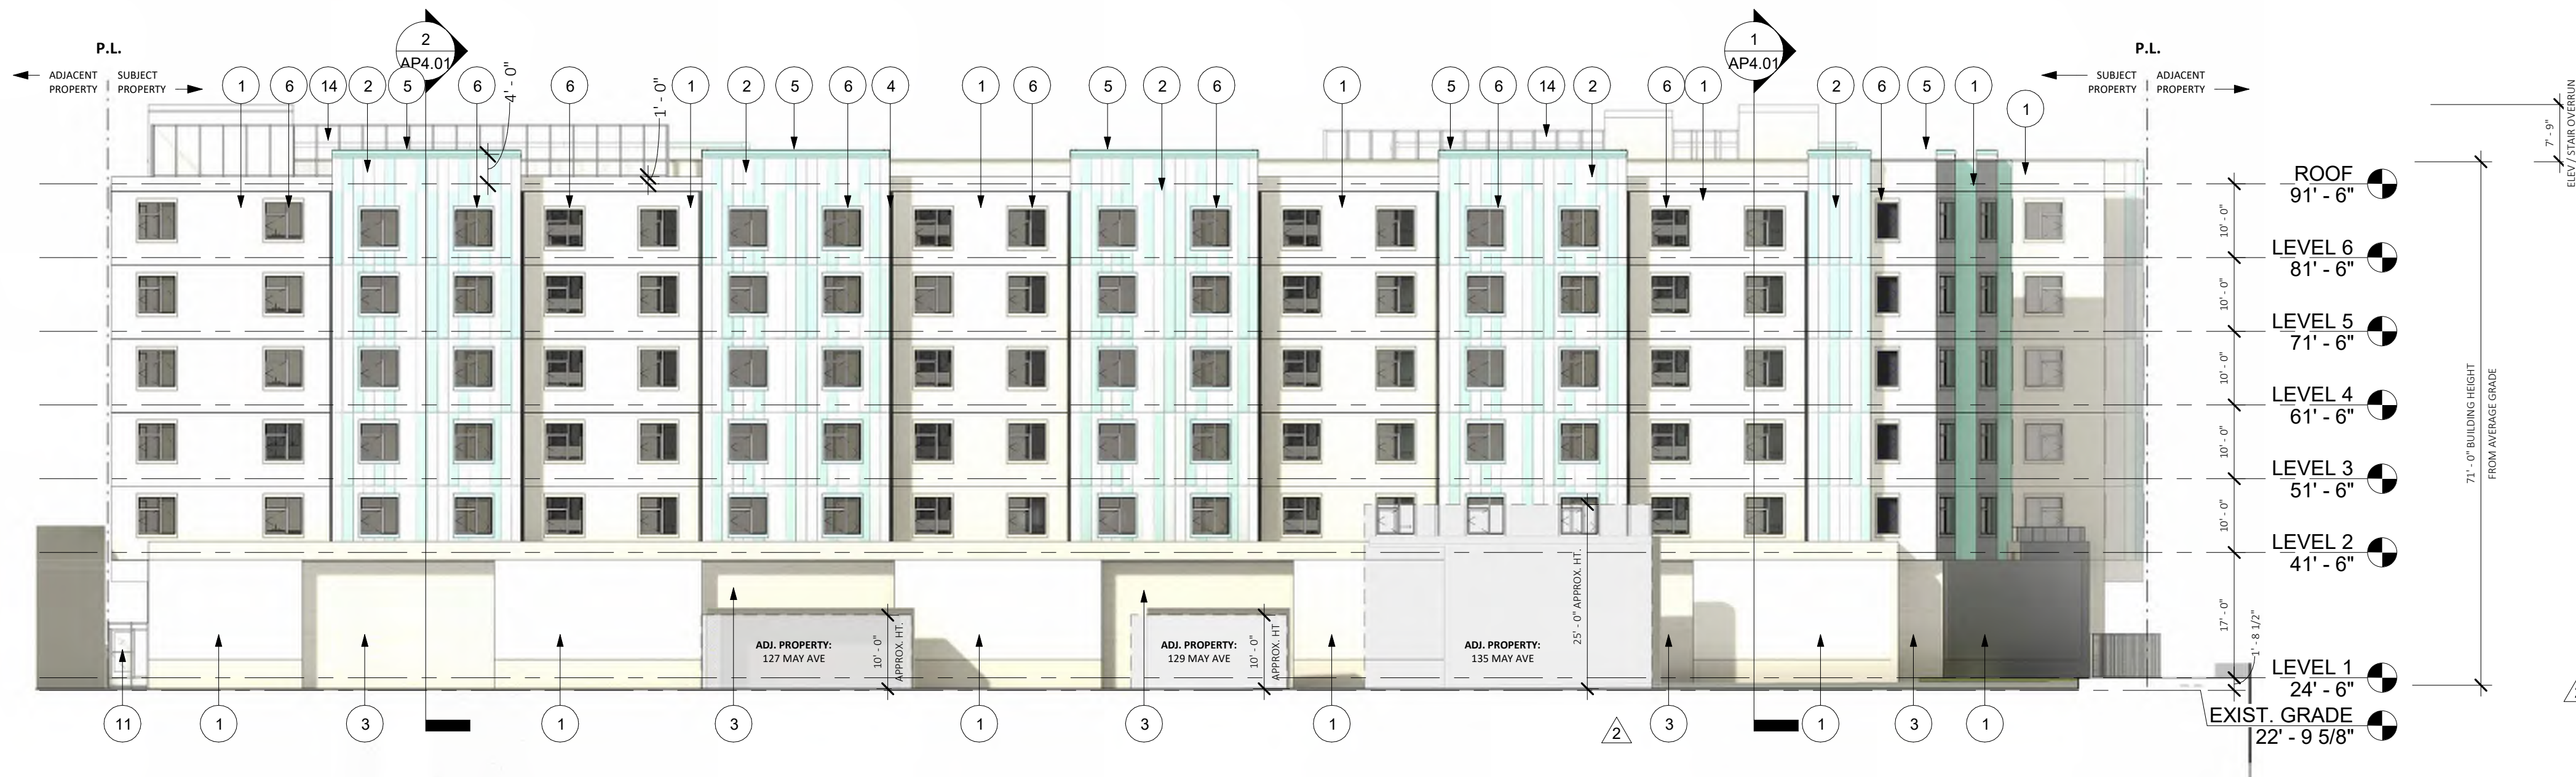 P.L.
ADJACENT PROPERTY
SUBJECT PROPERTY
2
AP4.01
1
AP4.01
P.L.
SUBJECT PROPERTY
ADJACENT PROPERTY
1 6 14 2 5 6 4' - 0" 6 1' - 0" 1 2 5 6 4 1 6 5 2 6 1 5 6 14 2 6 1 2 6 5 1 1
7' - 9"
ELEV / STAIR OVERRUN
ROOF
91' - 6"
10' - 0"
LEVEL 6
81' - 6"
10' - 0"
LEVEL 5
71' - 6"
10' - 0"
LEVEL 4
61' - 6"
10' - 0"
LEVEL 3
51' - 6"
10' - 0"
LEVEL 2
41' - 6"
17' - 0"
LEVEL 1
24' - 6"
1' - 8 1/2"
EXIST. GRADE
22' - 9 5/8"
71' - 0" BUILDING HEIGHT
FROM AVERAGE GRADE
ADJ. PROPERTY:
127 MAY AVE
10' - 0"
APPROX. HT.
ADJ. PROPERTY:
129 MAY AVE
10' - 0"
APPROX. HT
ADJ. PROPERTY:
135 MAY AVE
25' - 0" APPROX. HT.
11 1 3 1 3 1 3 1 2 3 1 3 1